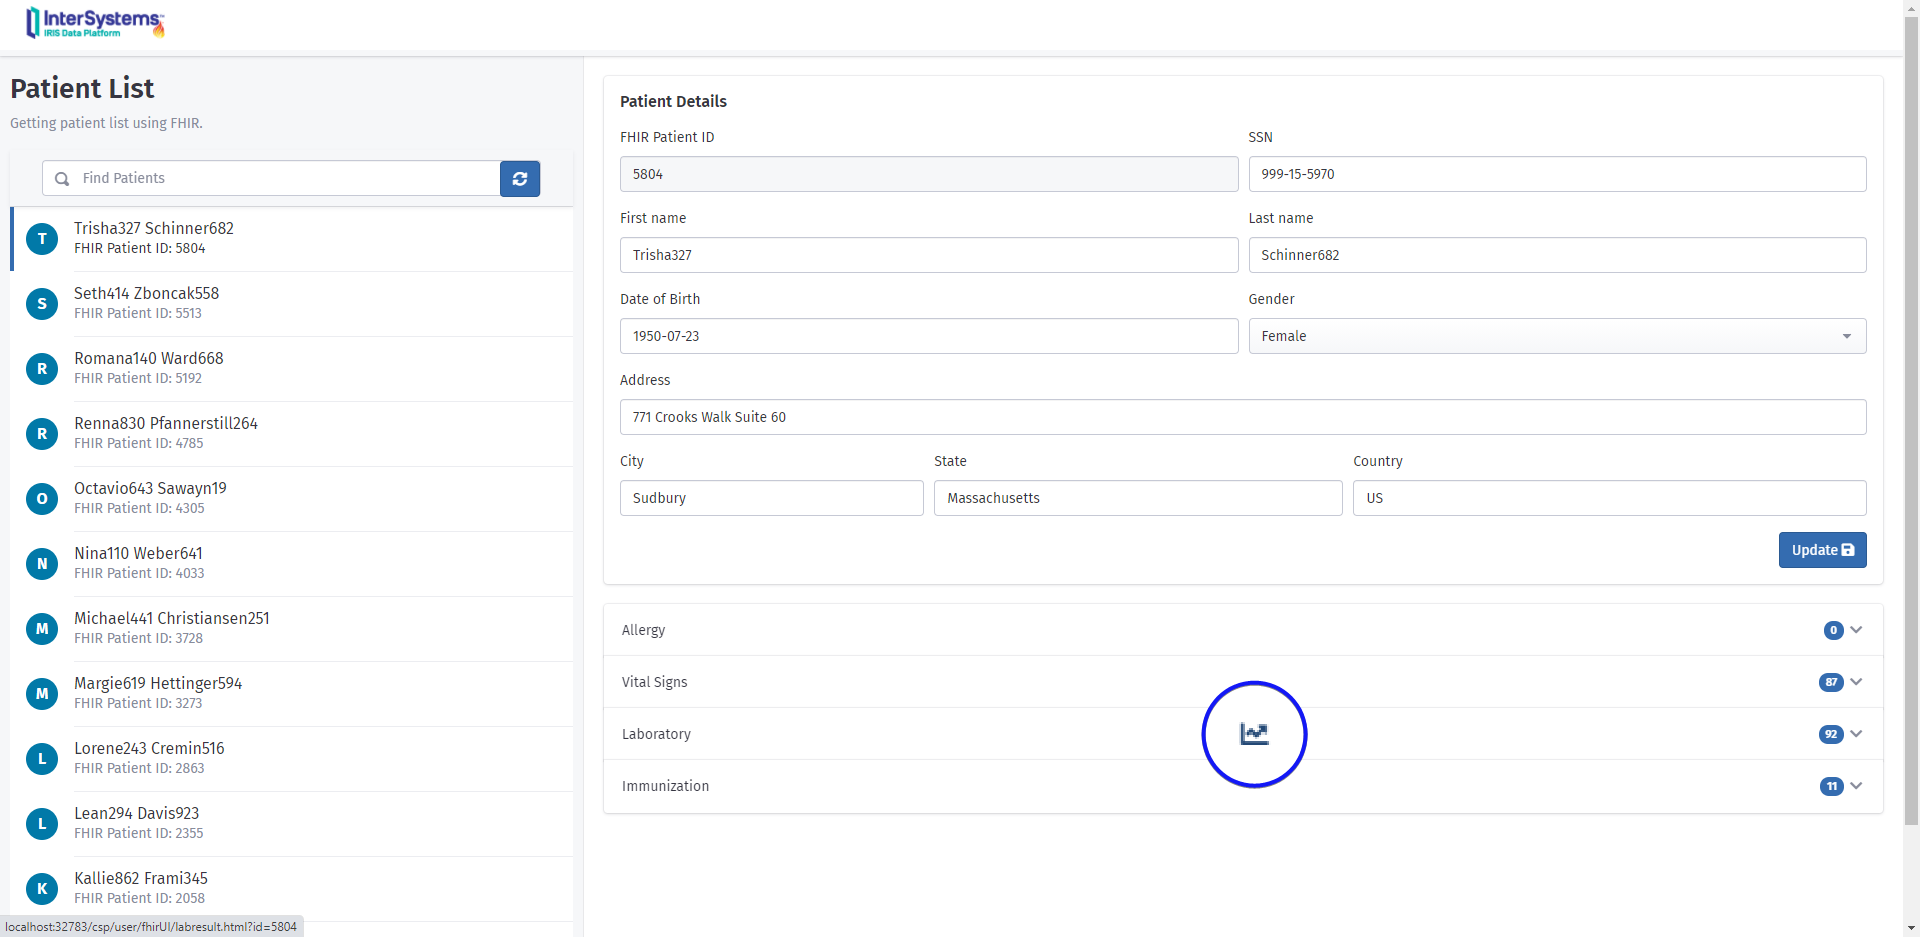 InterSystems™
IRIS Data Platform
Patient List
Getting patient list using FHIR.
Find Patients
T
Trisha327 Schinner682
FHIR Patient ID: 5804
S
Seth414 Zboncak558
FHIR Patient ID: 5513
R
Romana140 Ward668
FHIR Patient ID: 5192
R
Renna830 Pfannerstill264
FHIR Patient ID: 4785
O
Octavio643 Sawayn19
FHIR Patient ID: 4305
N
Nina110 Weber641
FHIR Patient ID: 4033
M
Michael441 Christiansen251
FHIR Patient ID: 3728
M
Margie619 Hettinger594
FHIR Patient ID: 3273
L
Lorene243 Cremin516
FHIR Patient ID: 2863
L
Lean294 Davis923
FHIR Patient ID: 2355
K
Kallie862 Frami345
FHIR Patient ID: 2058
localhost:32783/csp/user/fhirUI/labresult.html?id=5804
Patient Details
FHIR Patient ID SSN
5804 999-15-5970
First name Last name
Trisha327 Schinner682
Date of Birth Gender
1950-07-23 Female
Address
771 Crooks Walk Suite 60
City State Country
Sudbury Massachusetts US
Update
Allergy 0
Vital Signs 87
Laboratory 92
Immunization 11